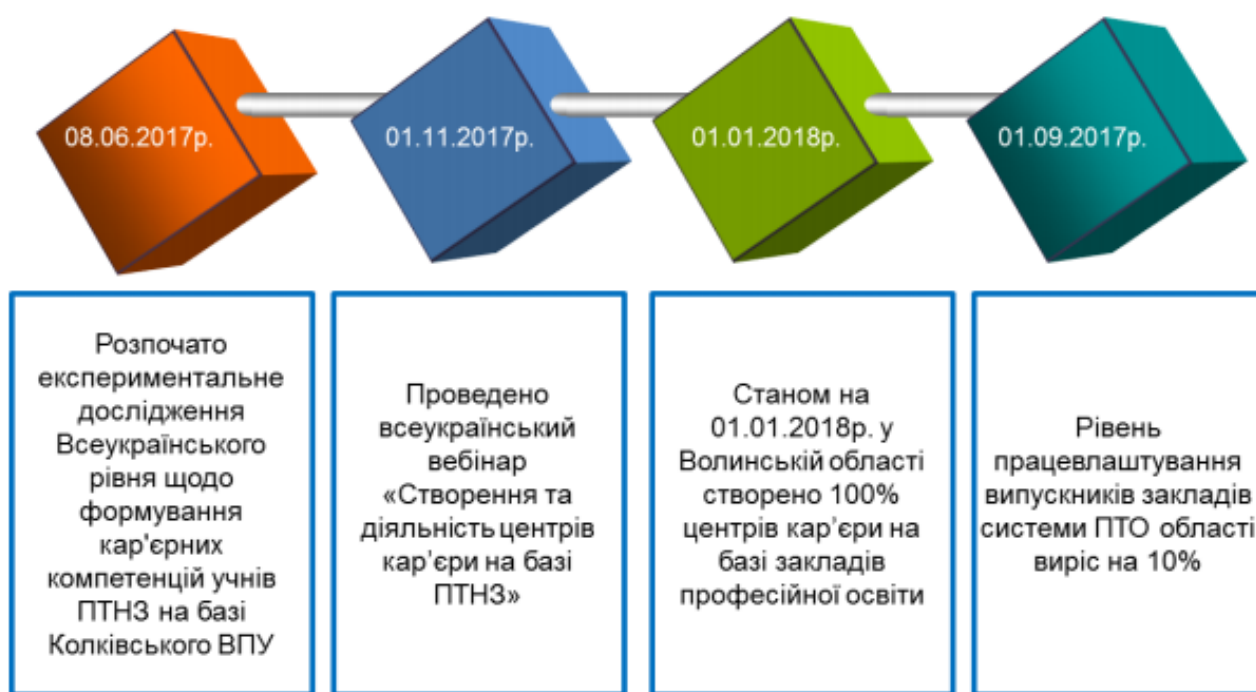 08.06.2017р.
01.11.2017р.
01.01.2018р.
01.09.2017р.
Розпочато
експериментальне
дослідження
Всеукраїнського
рівня щодо
формування
кар'єрних
компетенцій учнів
ПТНЗ на базі
Колківського ВПУ
Проведено
всеукраїнський
вебінар
«Створення та
діяльність центрів
кар’єри на базі
ПТНЗ»
Станом на
01.01.2018р. у
Волинській області
створено 100%
центрів кар’єри на
базі закладів
професійної освіти
Рівень
працевлаштування
випускників закладів
системи ПТО області
виріс на 10%